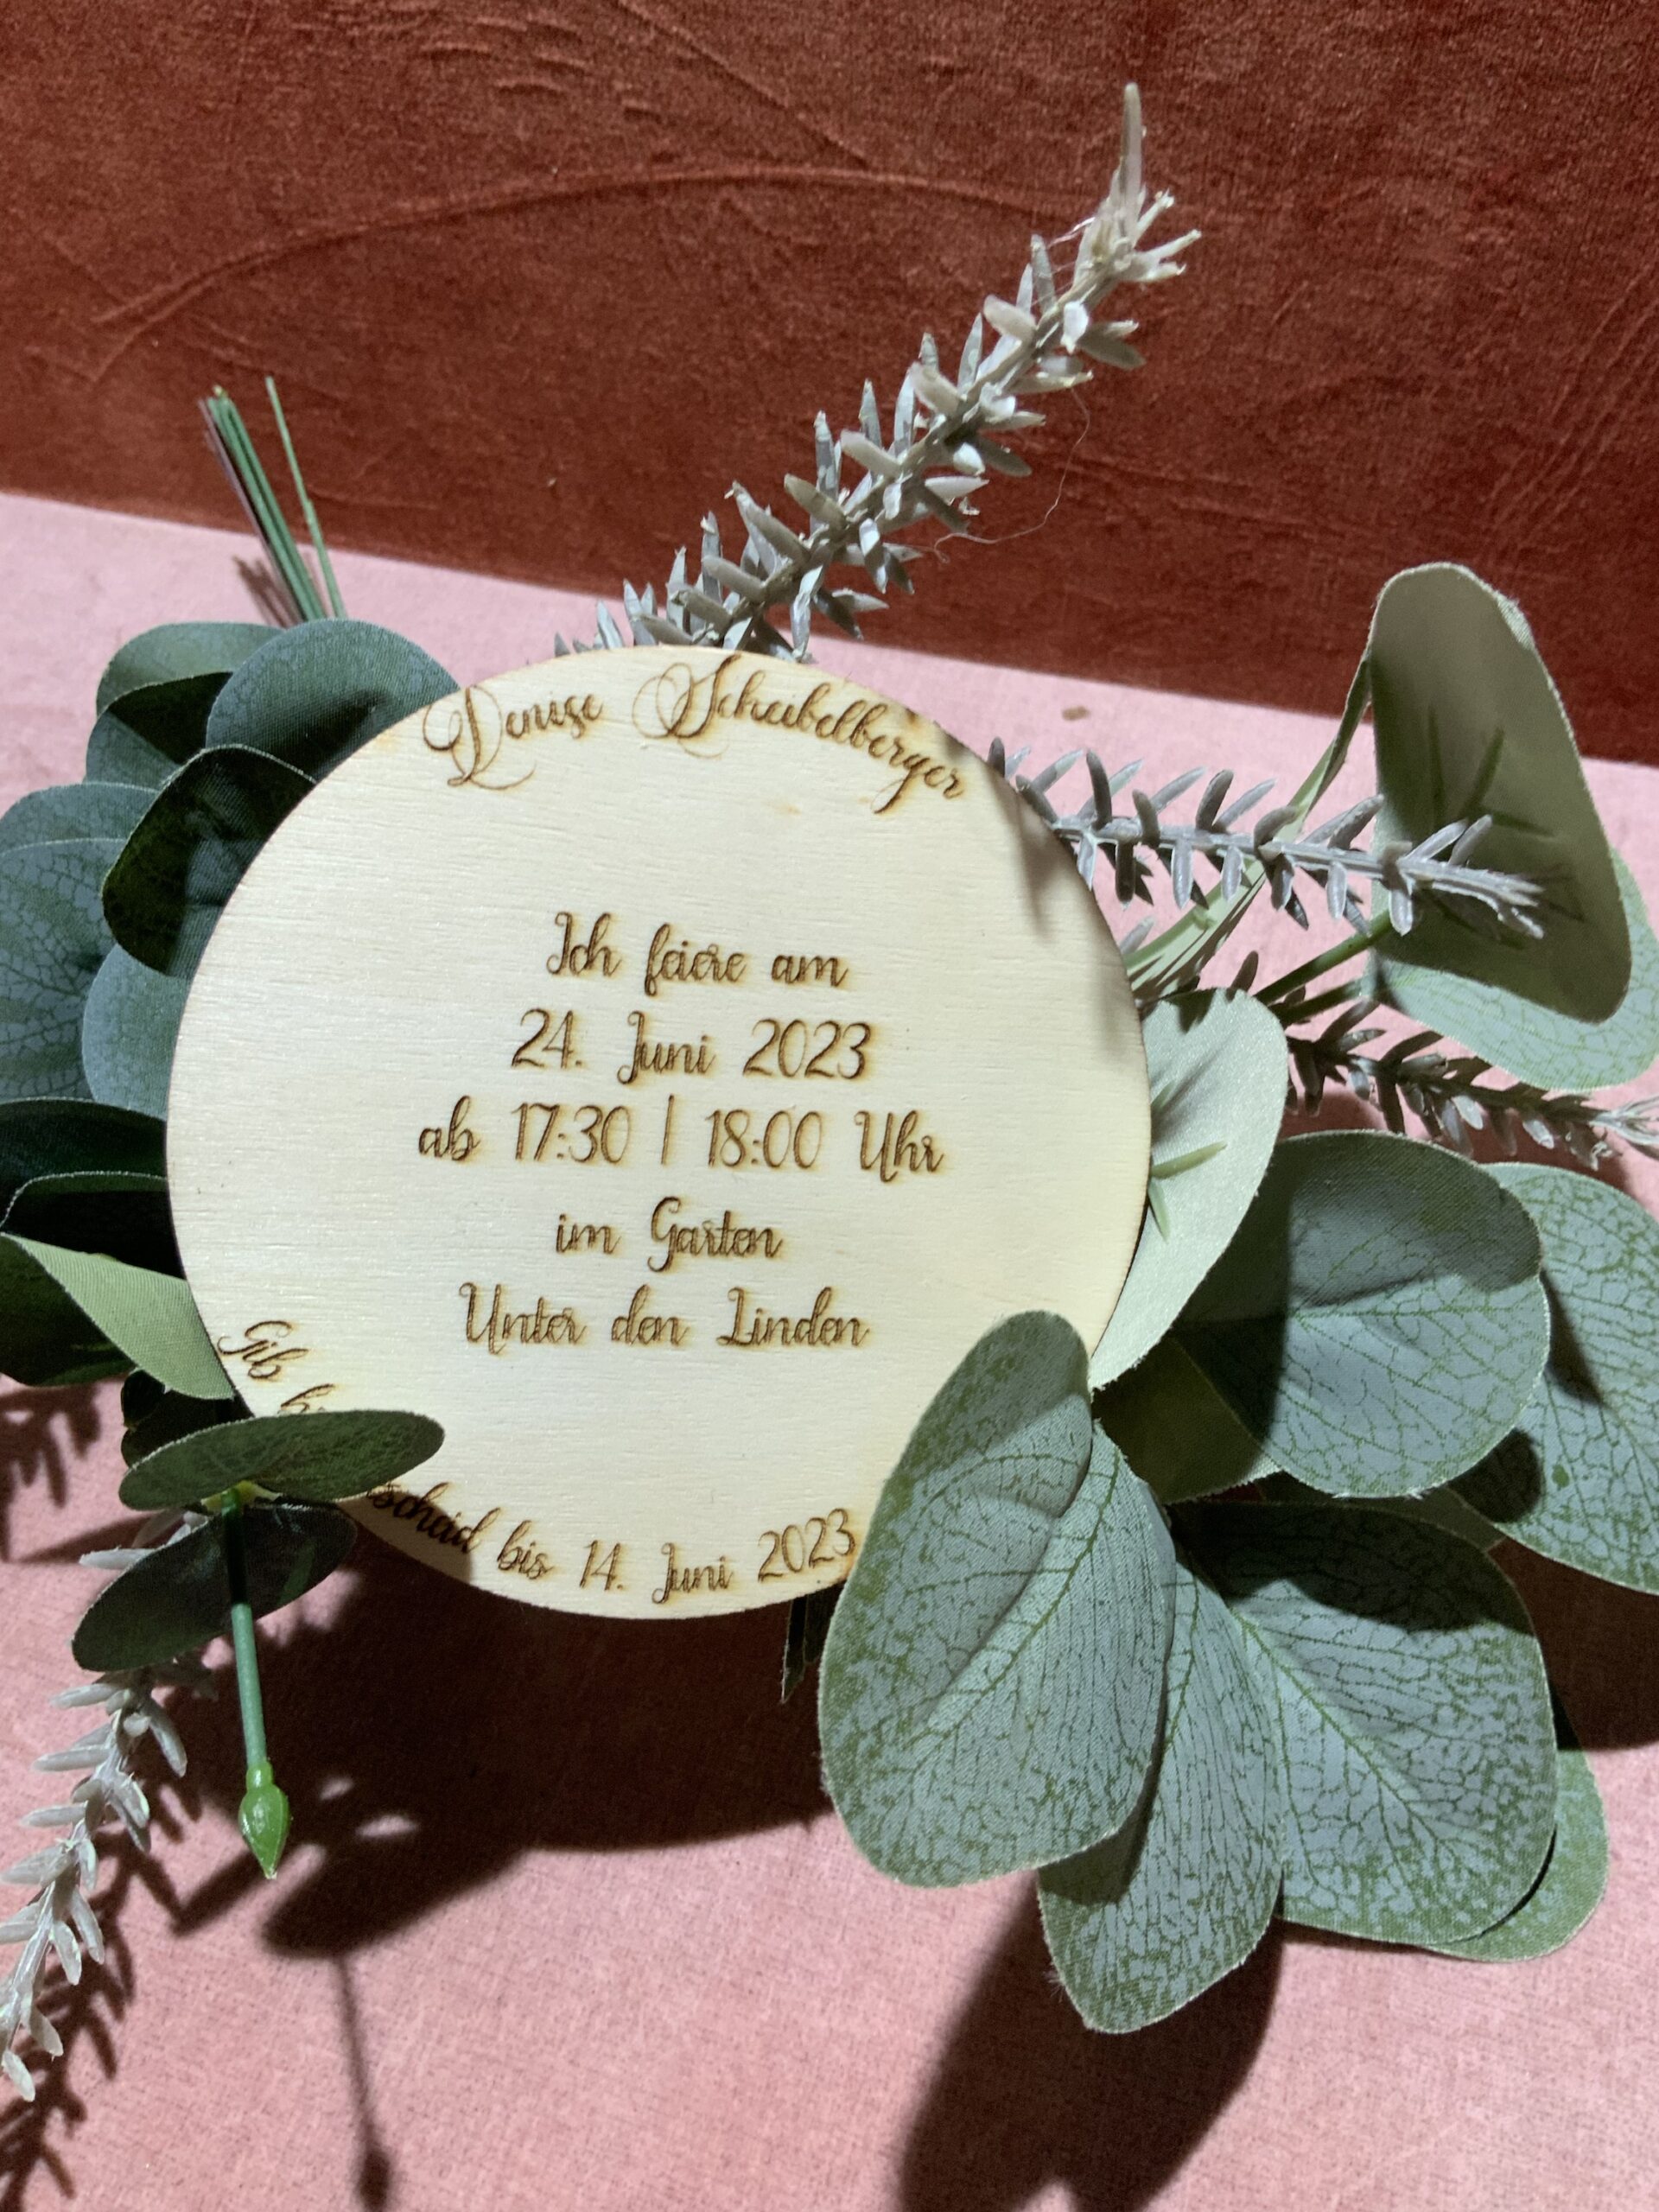 Denise Scheibelberger
Ich feiere am
24. Juni 2023
ab 17:30 | 18:00 Uhr
im Garten
Unter den Linden
Gib bis 14. Juni 2023